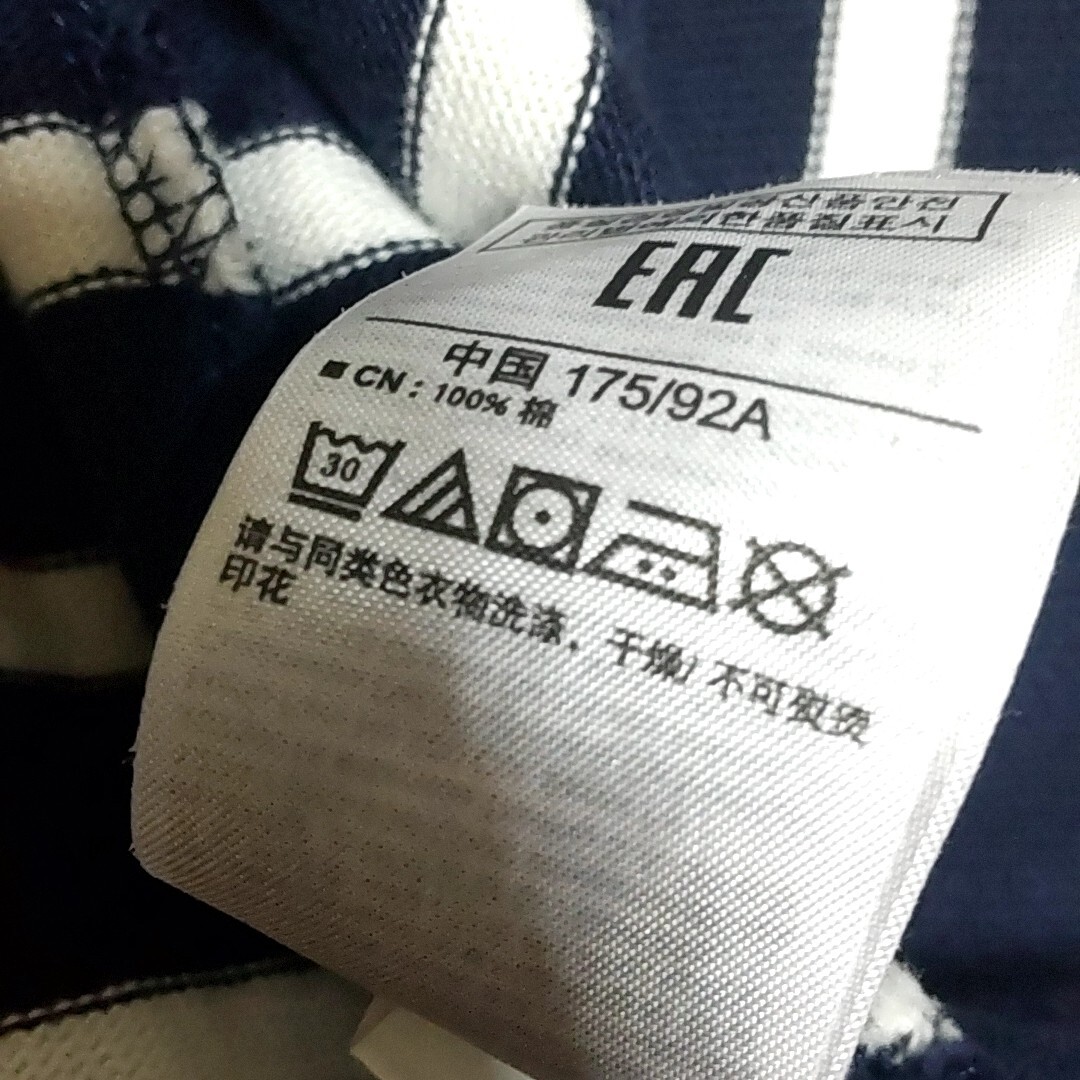 EAC
中国 175/92A
CN : 100% 棉
30
请与同类色衣物洗涤, 干燥/ 不可熨烫
印花